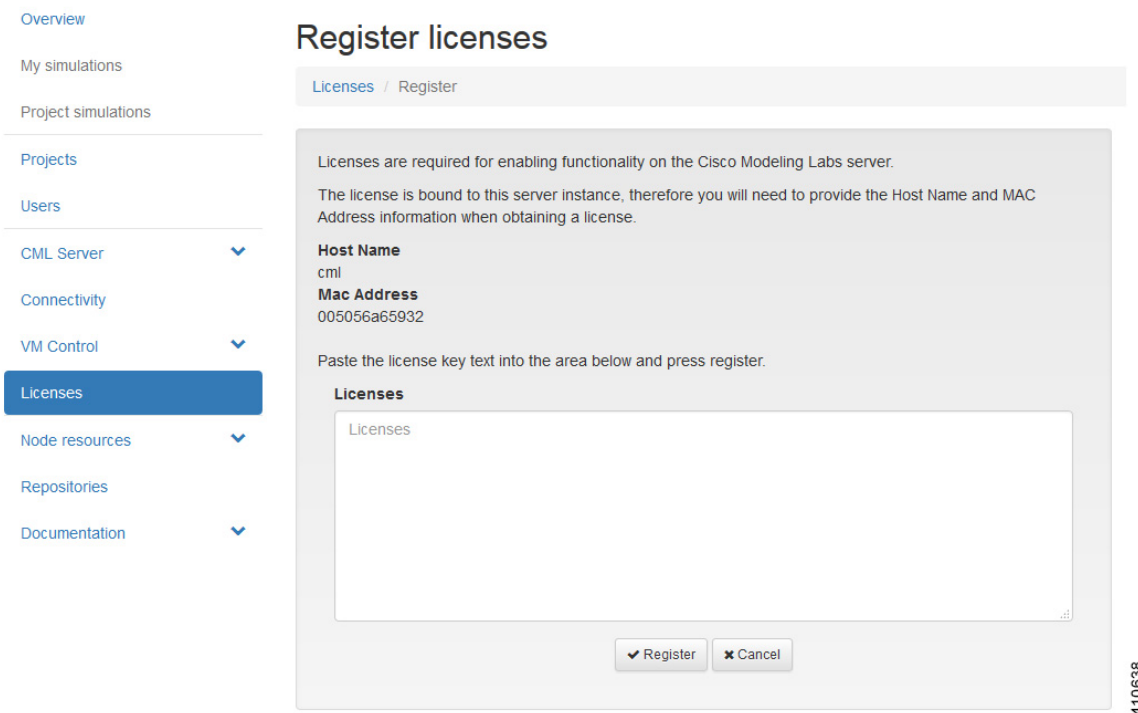 Overview
My simulations
Project simulations
Projects
Users
CML Server
Connectivity
VM Control
Licenses
Node resources
Repositories
Documentation
Register licenses
Licenses / Register
Licenses are required for enabling functionality on the Cisco Modeling Labs server.
The license is bound to this server instance, therefore you will need to provide the Host Name and MAC
Address information when obtaining a license.
Host Name
cml
Mac Address
005056a65932
Paste the license key text into the area below and press register.
Licenses
Licenses
Register
Cancel